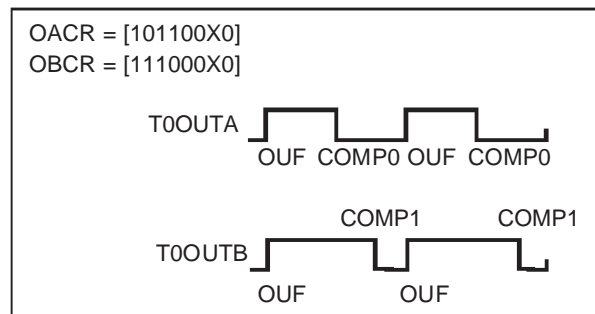 OACR = [101100X0]
OBCR = [111000X0]
T0OUTA
OUF COMP0 OUF COMP0
COMP1 COMP1
T0OUTB
OUF OUF